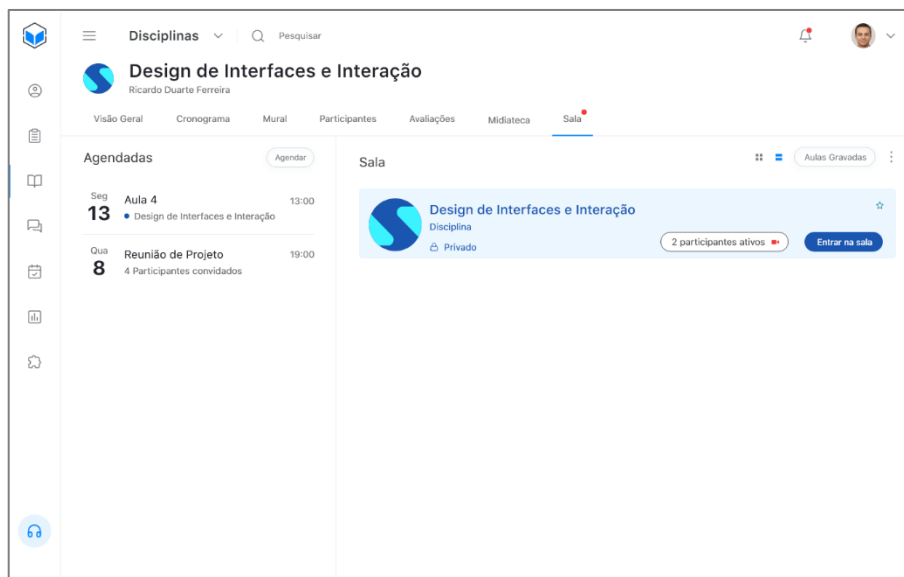 Disciplinas
Pesquisar
Design de Interfaces e Interação
Ricardo Duarte Ferreira
Visão Geral Cronograma Mural Participantes Avaliações Midiateca Sala
Agendadas
Agendar
Seg
13
Aula 4
13:00
Design de Interfaces e Interação
Qua
8
Reunião de Projeto
19:00
4 Participantes convidados
Sala
Aulas Gravadas
Design de Interfaces e Interação
Disciplina
Privado
2 participantes ativos
Entrar na sala